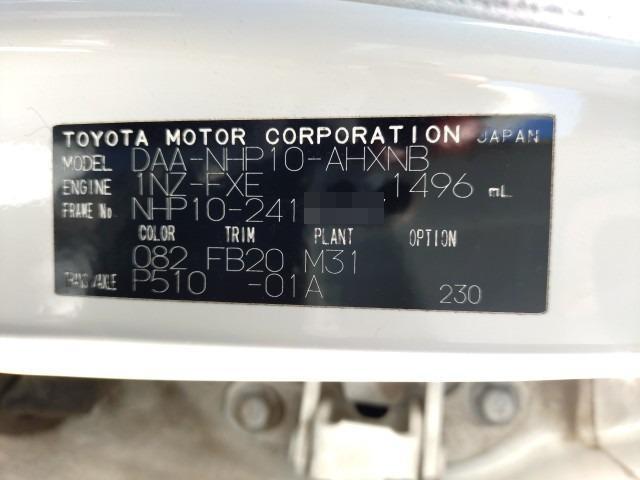 TOYOTA MOTOR CORPORATION JAPAN
MODEL DAA-NHP10-AHXNB
ENGINE 1NZ-FXE 1496 mL
FRAME No. NHP10-241
COLOR TRIM PLANT OPTION
082 FB20 M31
TRANS/AXLE P510 -01A 230